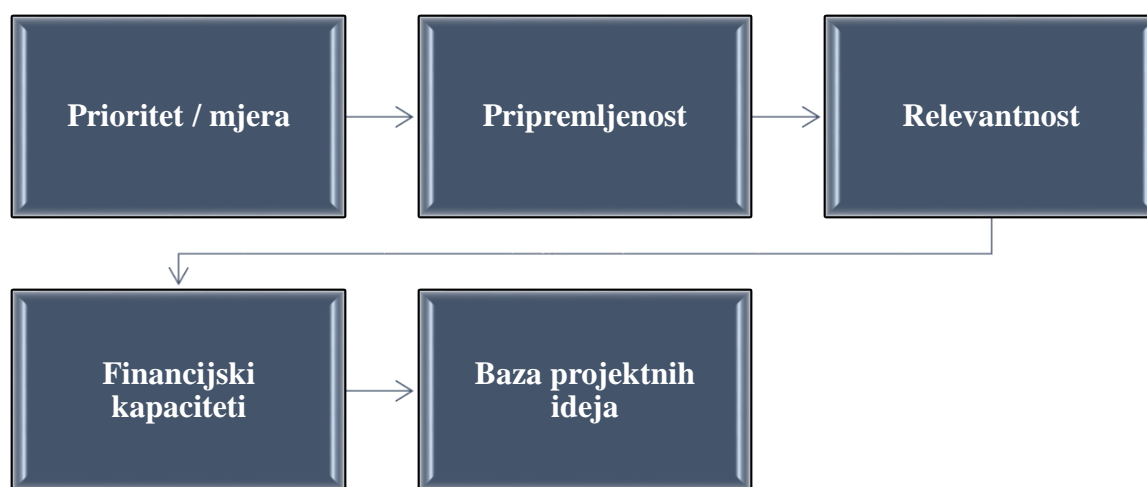 Prioritet / mjera
Pripremljenost
Relevantnost
Financijski
kapaciteti
Baza projektnih
ideja